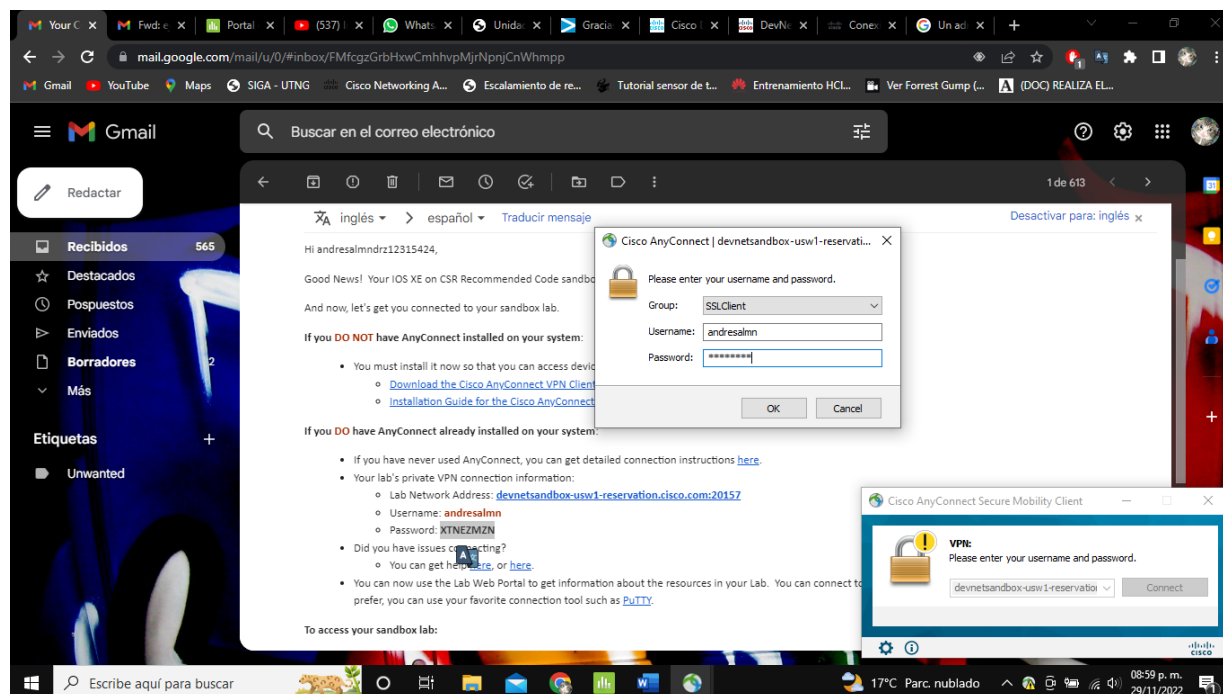 Your C
Fwd: e
Portal
(537) l
Whats
Unida
Gracia
Cisco
DevNe
Conex
Un ad
mail.google.com/mail/u/0/#inbox/FMfcgzGrbHxwCmhhvpMjrNpnjCnWhmpp
Gmail
YouTube
Maps
SIGA - UTNG
Cisco Networking A...
Escalamiento de re...
Tutorial sensor de t...
Entrenamiento HCI...
Ver Forrest Gump (...
(DOC) REALIZA EL...
Gmail
Buscar en el correo electrónico
Redactar
1 de 613
31
inglés
español
Traducir mensaje
Desactivar para: inglés
Recibidos 565
Destacados
Pospuestos
Enviados
Borradores 2
Más
Etiquetas
Unwanted
Hi andresalmndrz12315424,
Good News! Your IOS XE on CSR Recommended Code sandbo
And now, let's get you connected to your sandbox lab.
If you DO NOT have AnyConnect installed on your system:
• You must install it now so that you can access devic
Download the Cisco AnyConnect VPN Client
Installation Guide for the Cisco AnyConnect
If you DO have AnyConnect already installed on your system:
• If you have never used AnyConnect, you can get detailed connection instructions here.
• Your lab's private VPN connection information:
Lab Network Address: devnetsandbox-usw1-reservation.cisco.com:20157
Username: andresalmn
Password: XTNEZMZN
• Did you have issues connecting?
You can get help here, or here.
• You can now use the Lab Web Portal to get information about the resources in your Lab. You can connect to
prefer, you can use your favorite connection tool such as PuTTY.
To access your sandbox lab:
Cisco AnyConnect | devnetsandbox-usw1-reservati...
Please enter your username and password.
Group: SSLClient
Username: andresalmn
Password: ********
OK
Cancel
Cisco AnyConnect Secure Mobility Client
VPN:
Please enter your username and password.
devnetsandbox-usw1-reservation
Connect
cisco
Escribe aquí para buscar
17°C Parc. nublado
08:59 p. m.
29/11/2022